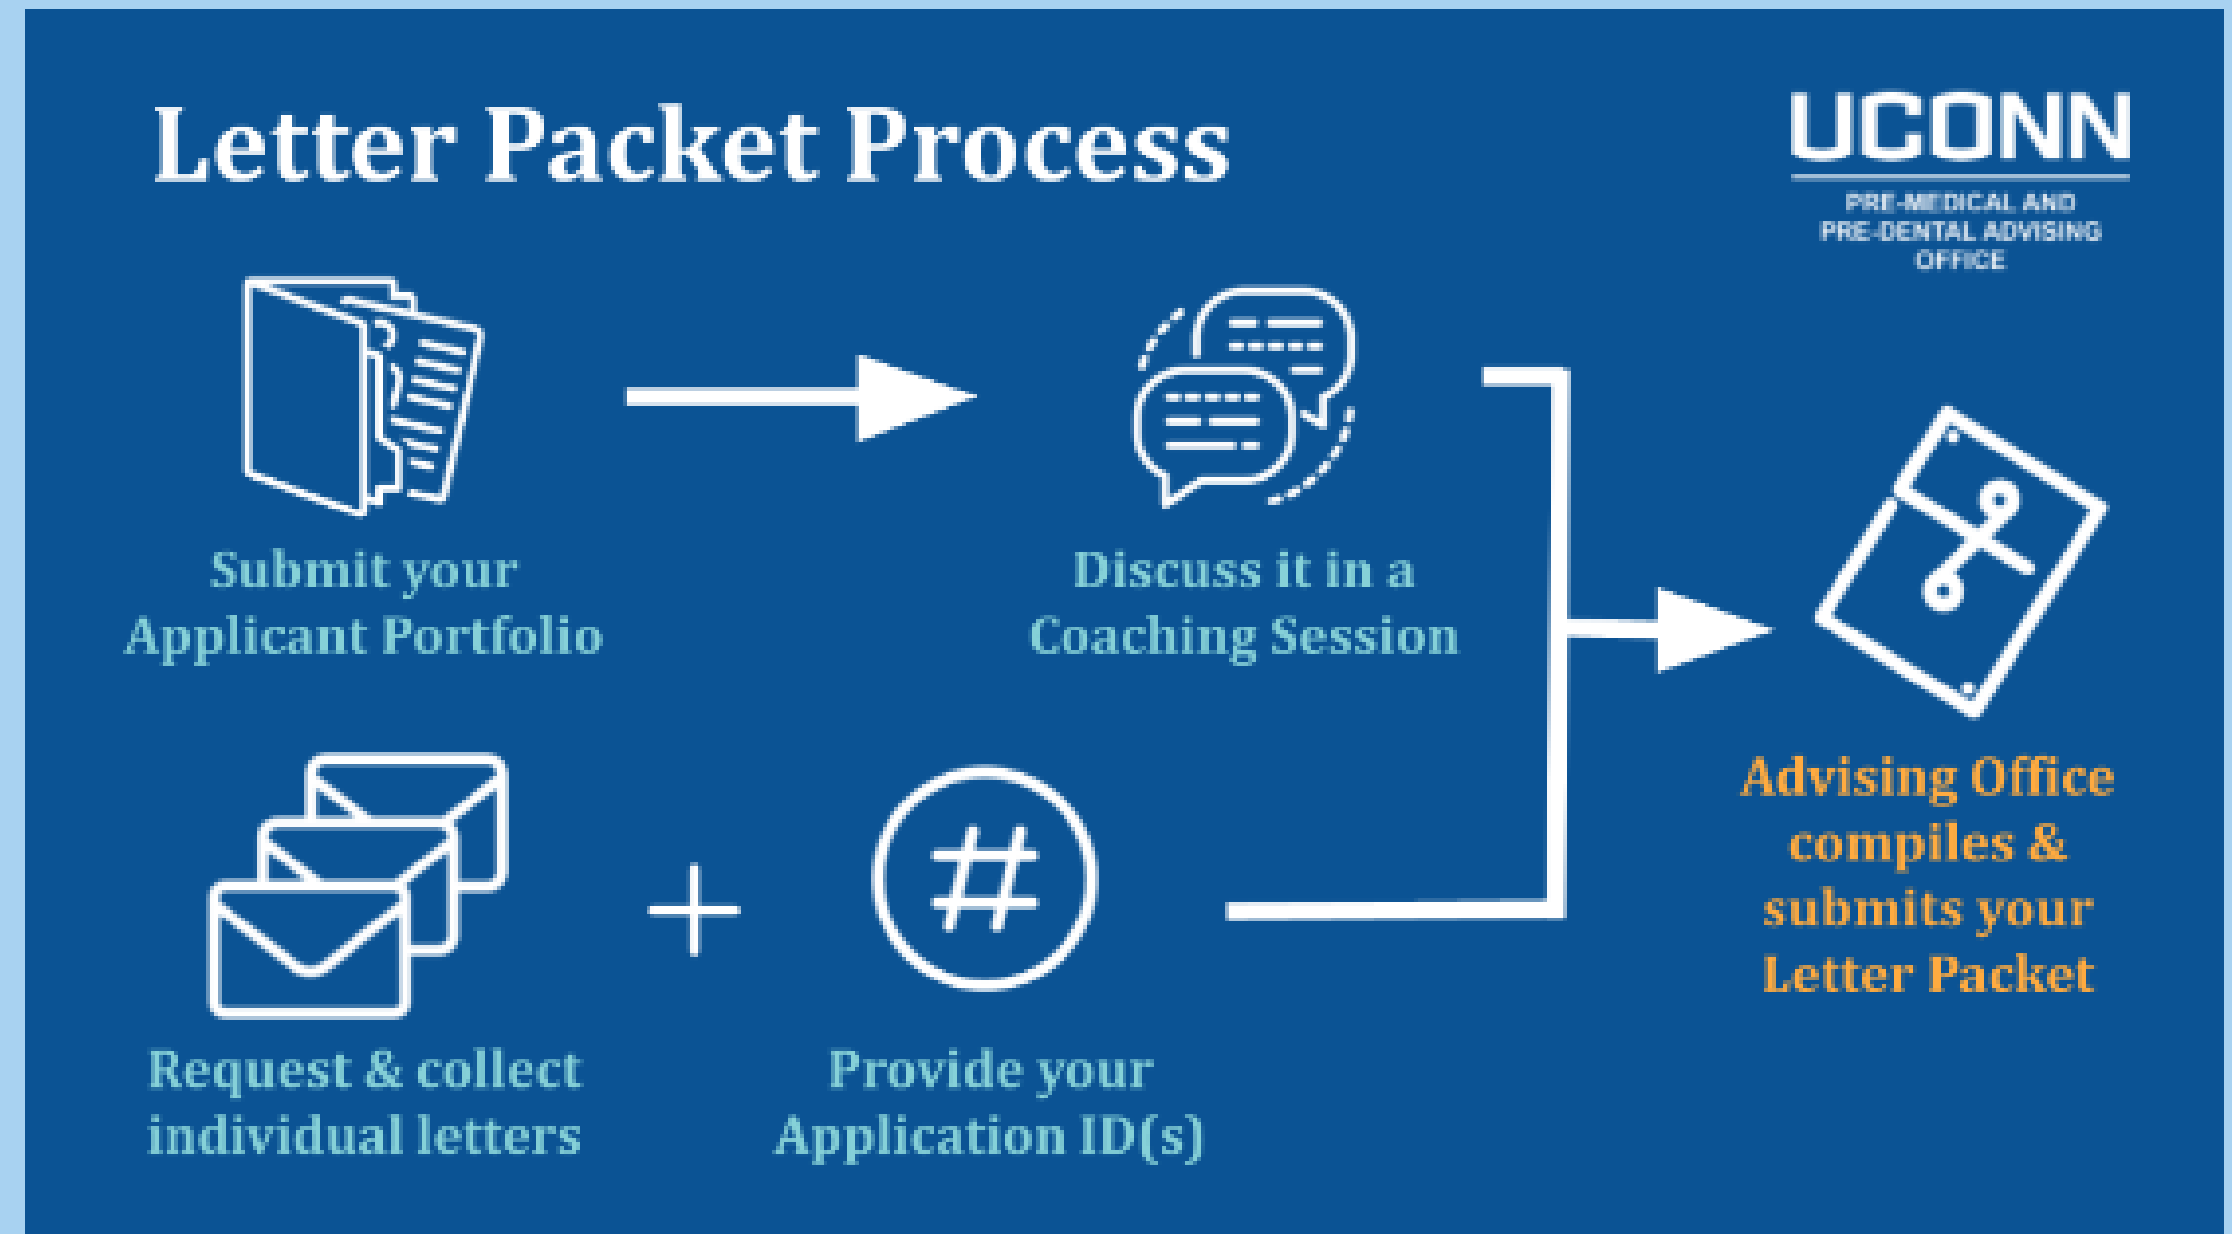 Letter Packet Process
UCONN
PRE-MEDICAL AND
PRE-DENTAL ADVISING
OFFICE
Submit your
Applicant Portfolio
Discuss it in a
Coaching Session
#
Request & collect
individual letters
+
Provide your
Application ID(s)
Advising Office
compiles &
submits your
Letter Packet